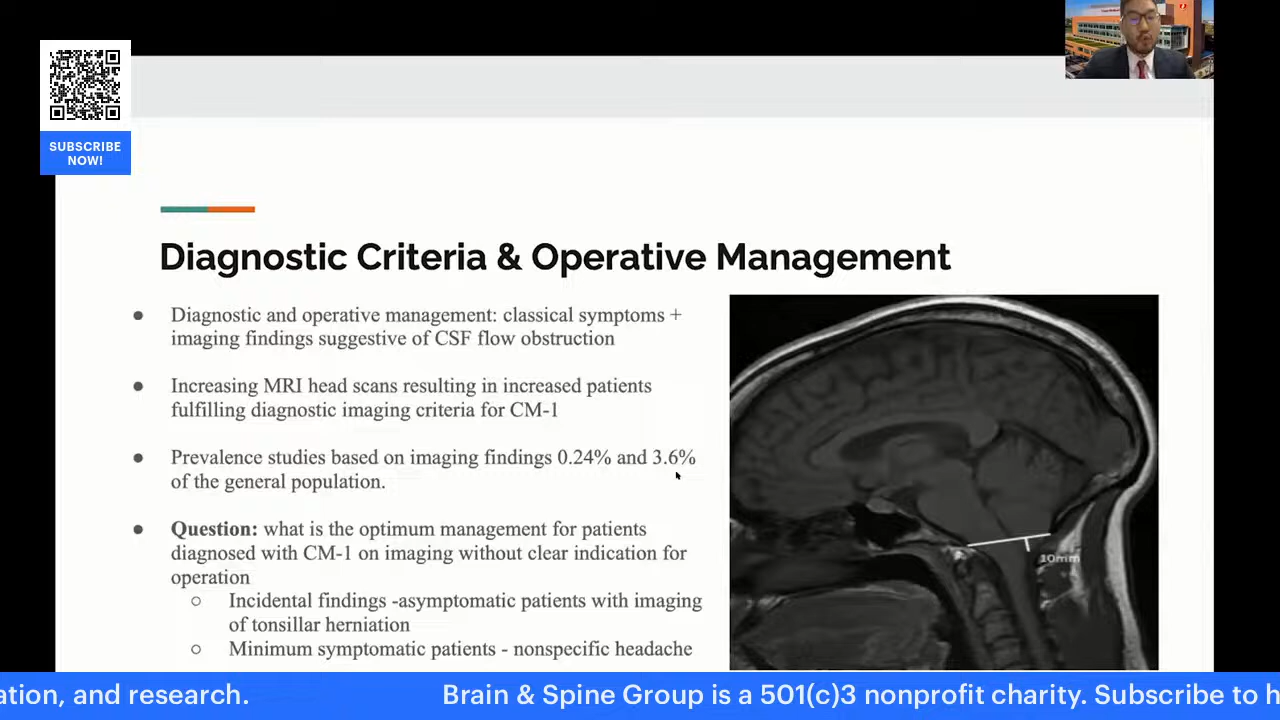 SUBSCRIBE
NOW!
Diagnostic Criteria & Operative Management
● Diagnostic and operative management: classical symptoms +
imaging findings suggestive of CSF flow obstruction
● Increasing MRI head scans resulting in increased patients
fulfilling diagnostic imaging criteria for CM-1
● Prevalence studies based on imaging findings 0.24% and 3.6%
of the general population.
● Question: what is the optimum management for patients
diagnosed with CM-1 on imaging without clear indication for
operation
○ Incidental findings -asymptomatic patients with imaging
of tonsillar herniation
○ Minimum symptomatic patients - nonspecific headache
10mm
ation, and research. Brain & Spine Group is a 501(c)3 nonprofit charity. Subscribe to h